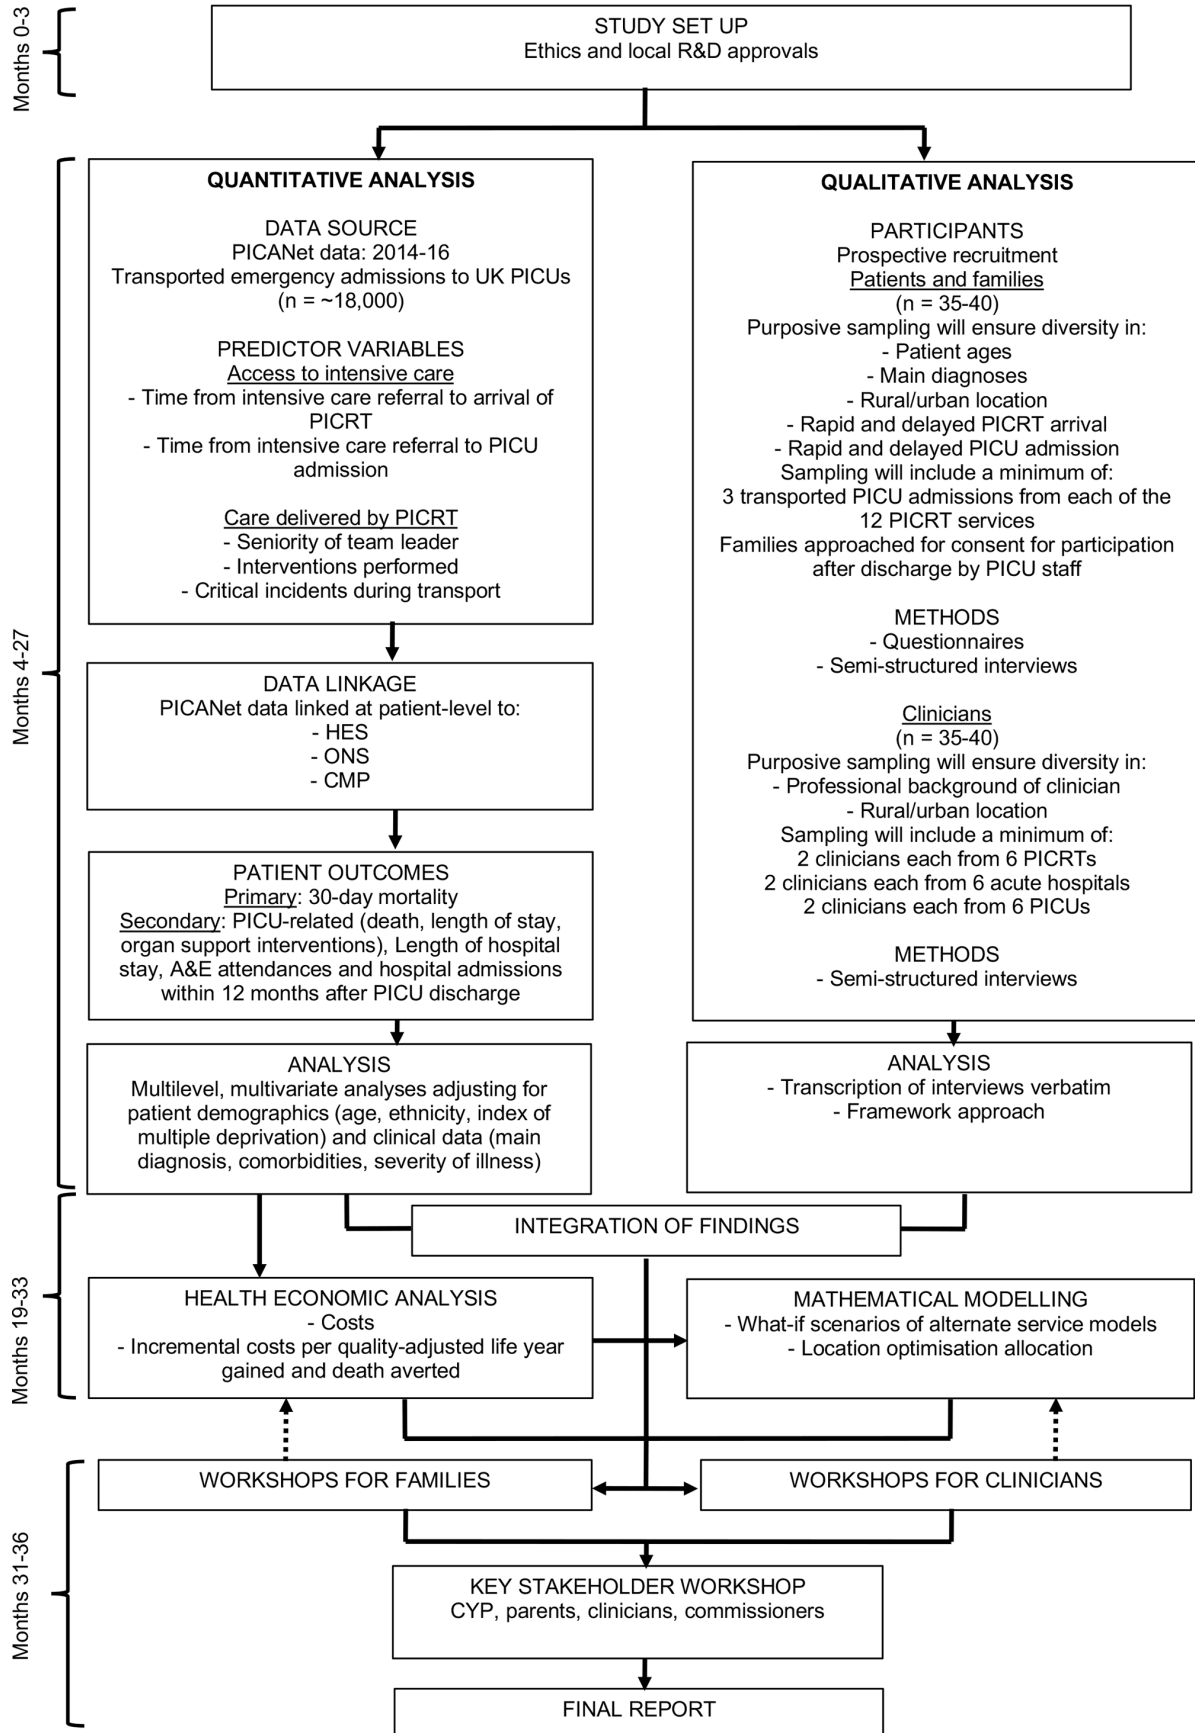 Months 0-3
STUDY SET UP
Ethics and local R&D approvals
Months 4-27
QUANTITATIVE ANALYSIS
DATA SOURCE
PICANet data: 2014-16
Transported emergency admissions to UK PICUs
(n = ~18,000)
PREDICTOR VARIABLES
Access to intensive care
- Time from intensive care referral to arrival of
PICRT
- Time from intensive care referral to PICU
admission
Care delivered by PICRT
- Seniority of team leader
- Interventions performed
- Critical incidents during transport
DATA LINKAGE
PICANet data linked at patient-level to:
- HES
- ONS
- CMP
PATIENT OUTCOMES
Primary: 30-day mortality
Secondary: PICU-related (death, length of stay,
organ support interventions), Length of hospital
stay, A&E attendances and hospital admissions
within 12 months after PICU discharge
ANALYSIS
Multilevel, multivariate analyses adjusting for
patient demographics (age, ethnicity, index of
multiple deprivation) and clinical data (main
diagnosis, comorbidities, severity of illness)
QUALITATIVE ANALYSIS
PARTICIPANTS
Prospective recruitment
Patients and families
(n = 35-40)
Purposive sampling will ensure diversity in:
- Patient ages
- Main diagnoses
- Rural/urban location
- Rapid and delayed PICRT arrival
- Rapid and delayed PICU admission
Sampling will include a minimum of:
3 transported PICU admissions from each of the
12 PICRT services
Families approached for consent for participation
after discharge by PICU staff
METHODS
- Questionnaires
- Semi-structured interviews
Clinicians
(n = 35-40)
Purposive sampling will ensure diversity in:
- Professional background of clinician
- Rural/urban location
Sampling will include a minimum of:
2 clinicians each from 6 PICRTs
2 clinicians each from 6 acute hospitals
2 clinicians each from 6 PICUs
METHODS
- Semi-structured interviews
ANALYSIS
- Transcription of interviews verbatim
- Framework approach
Months 19-33
INTEGRATION OF FINDINGS
HEALTH ECONOMIC ANALYSIS
- Costs
- Incremental costs per quality-adjusted life year
gained and death averted
MATHEMATICAL MODELLING
- What-if scenarios of alternate service models
- Location optimisation allocation
Months 31-36
WORKSHOPS FOR FAMILIES
WORKSHOPS FOR CLINICIANS
KEY STAKEHOLDER WORKSHOP
CYP, parents, clinicians, commissioners
FINAL REPORT